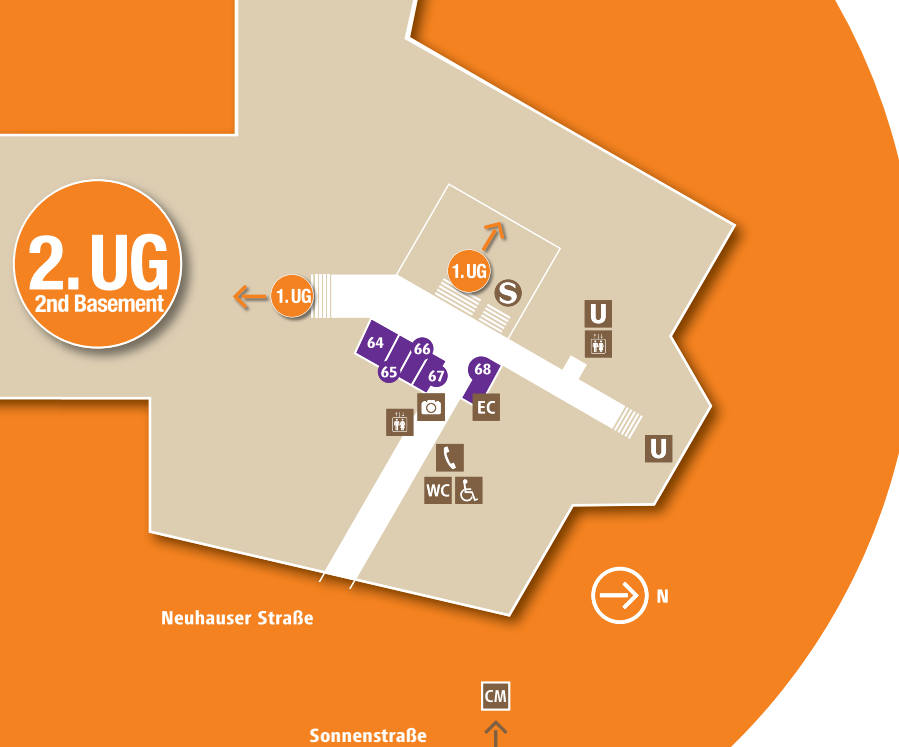 2. UG
2nd Basement
1. UG
1. UG
S
U
64
66
65
67
68
EC
U
WC
N
Neuhauser Straße
CM
Sonnenstraße